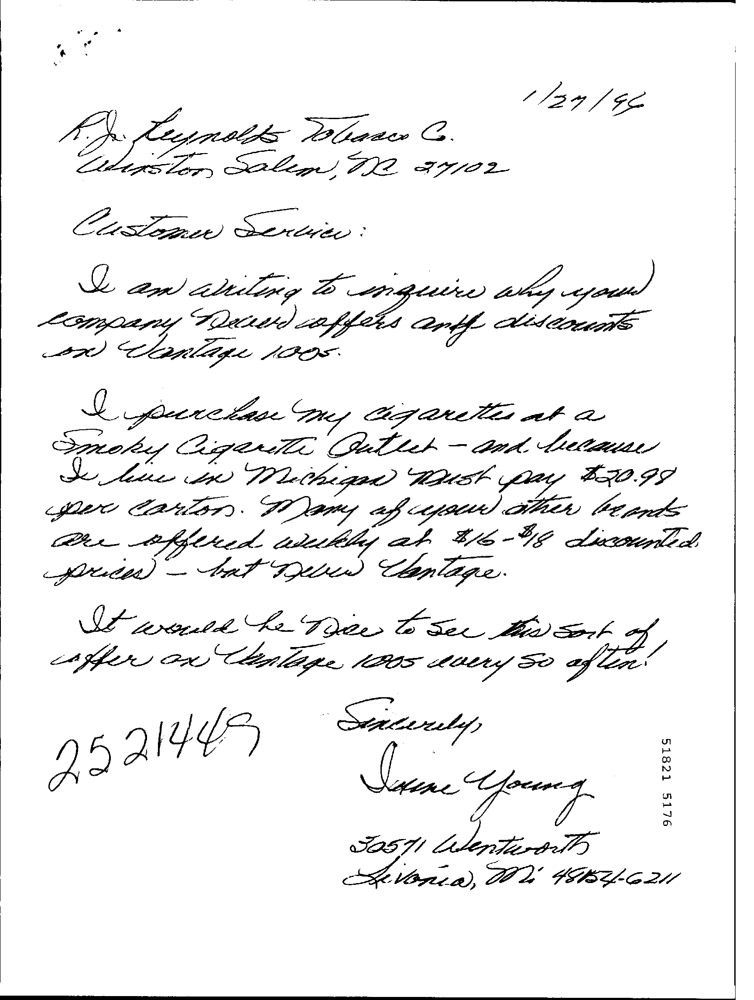 1/27/96
R.J. Reynolds Tobacco Co.
Winston Salem, NC 27102
Customer Service:
I am writing to inquire why your
company never offers any discounts
on Vantage 100s.
I purchase my cigarettes at a
Smoky Cigarette Outlet - and because
I live in Michigan must pay $20.98
per carton. Many of your other brands
are offered weekly at $16-$18 discounted
prices - but never Vantage.
It would be nice to see this sort of
offer on Vantage 100s every so often!
Sincerely,
Young
2521449
30571 Wentworth
Livonia, Mi 48154-6211
51821 5176